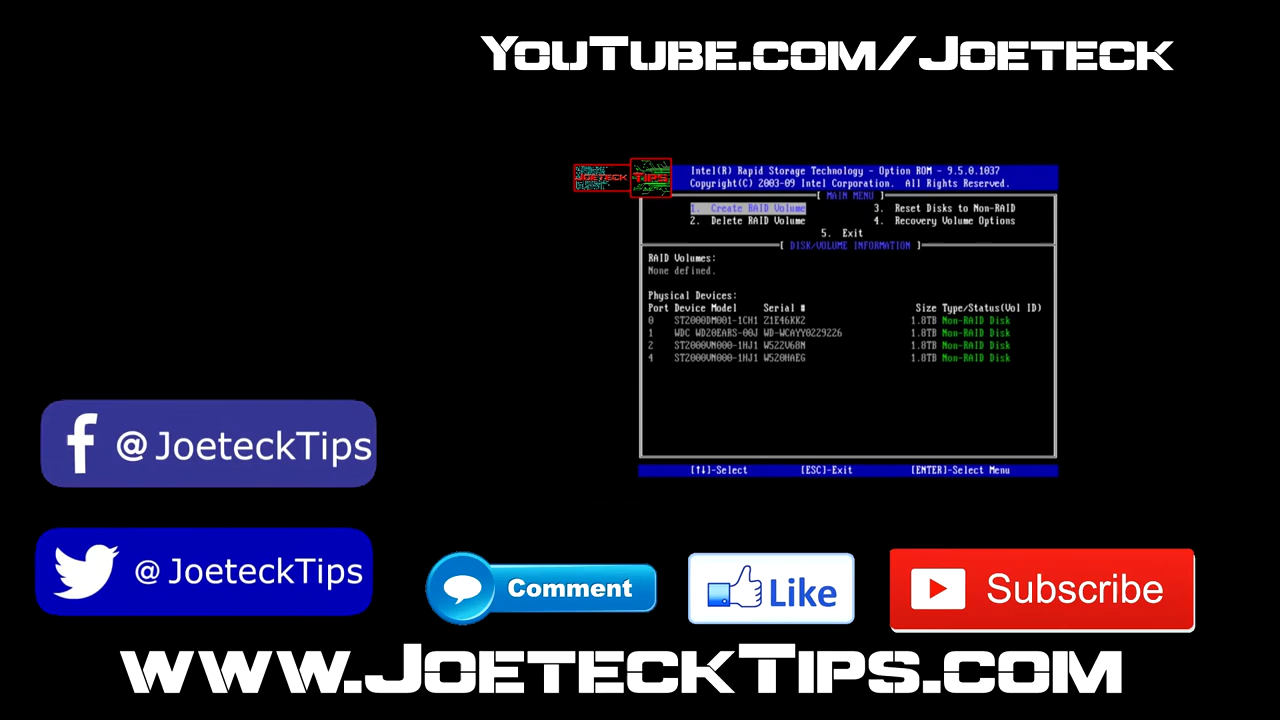 YouTube.com/Joeteck
JOETECK TIPS
Intel(R) Rapid Storage Technology - Option ROM - 9.5.0.1037
Copyright(C) 2003-09 Intel Corporation. All Rights Reserved.
[ MAIN MENU ]
1. Create RAID Volume 3. Reset Disks to Non-RAID
2. Delete RAID Volume 4. Recovery Volume Options
5. Exit
[ DISK/VOLUME INFORMATION ]
RAID Volumes:
None defined.
Physical Devices:
Port Device Model Serial # Size Type/Status(Vol ID)
0 ST2000DM001-1CH1 Z1E46KK2 1.8TB Non-RAID Disk
1 WDC WD20EARS-00J WD-WCAYY0229226 1.8TB Non-RAID Disk
2 ST2000VN000-1HJ1 W522V68N 1.8TB Non-RAID Disk
4 ST2000VN000-1HJ1 W520HAEG 1.8TB Non-RAID Disk
[↑↓]-Select [ESC]-Exit [ENTER]-Select Menu
f @JoeteckTips
@JoeteckTips
Comment
Like
Subscribe
www.JoeteckTips.com